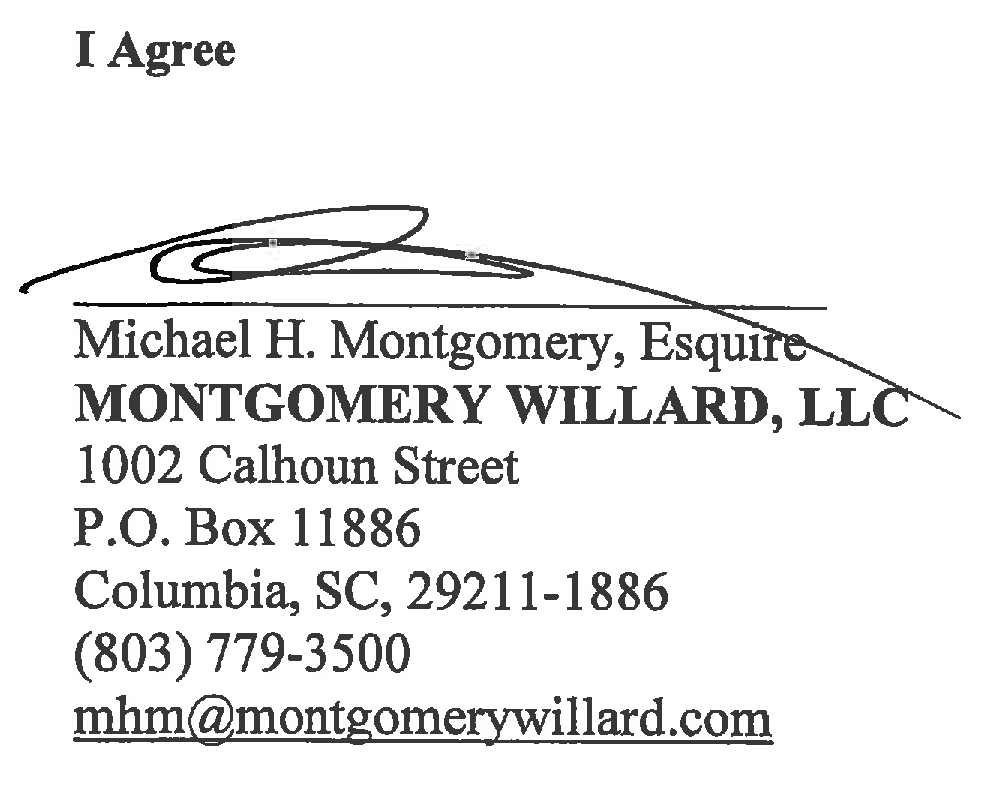 I Agree
Michael H. Montgomery, Esquire
MONTGOMERY WILLARD, LLC
1002 Calhoun Street
P.O. Box 11886
Columbia, SC, 29211-1886
(803) 779-3500
mhm@montgomerywillard.com